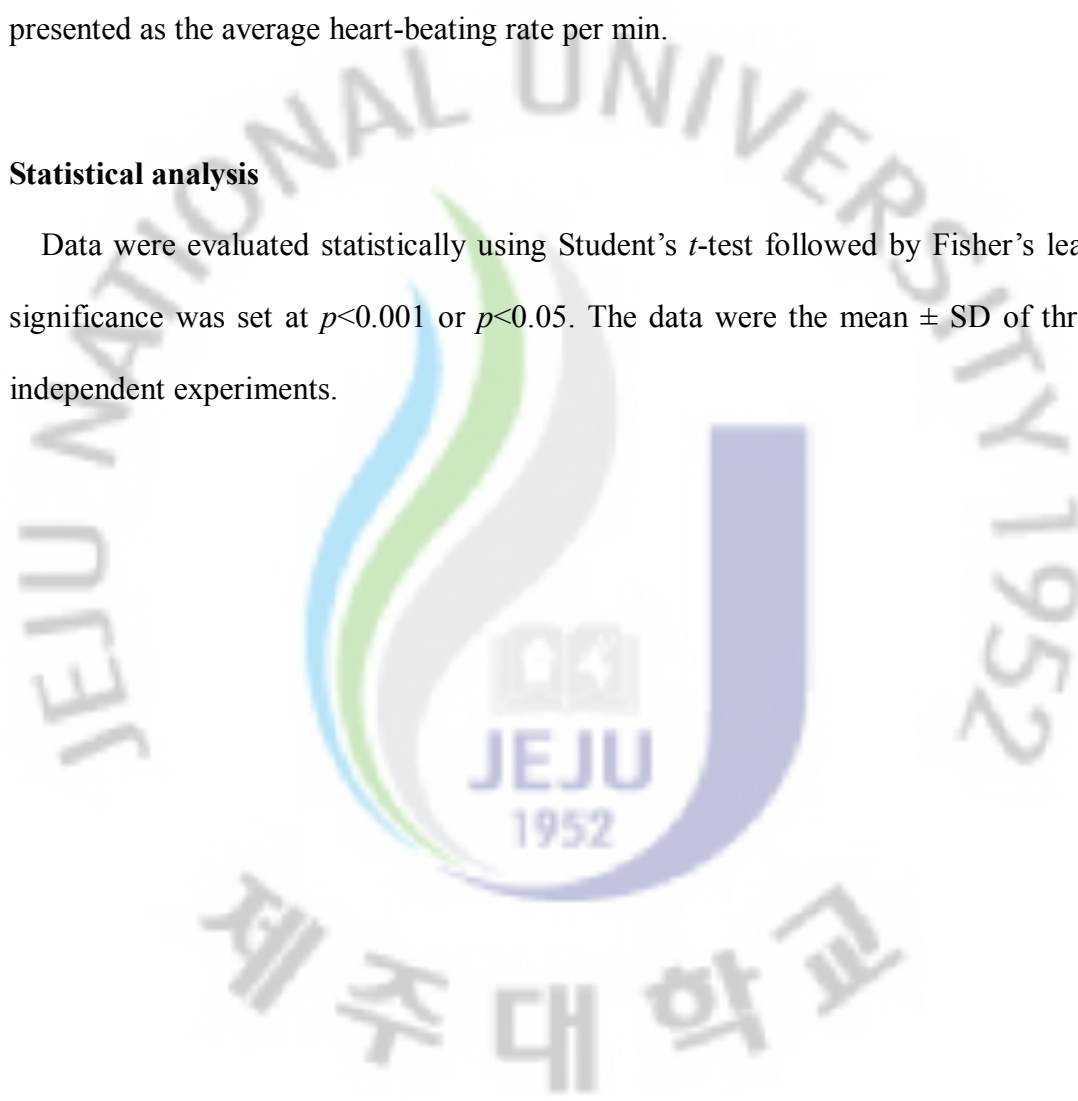 presented as the average heart-beating rate per min.
Statistical analysis
Data were evaluated statistically using Student's t-test followed by Fisher's lea
significance was set at p<0.001 or p<0.05. The data were the mean ± SD of thr
independent experiments.
JEJU NATIONAL UNIVERSITY 1952
JEJU
1952
제주대학교